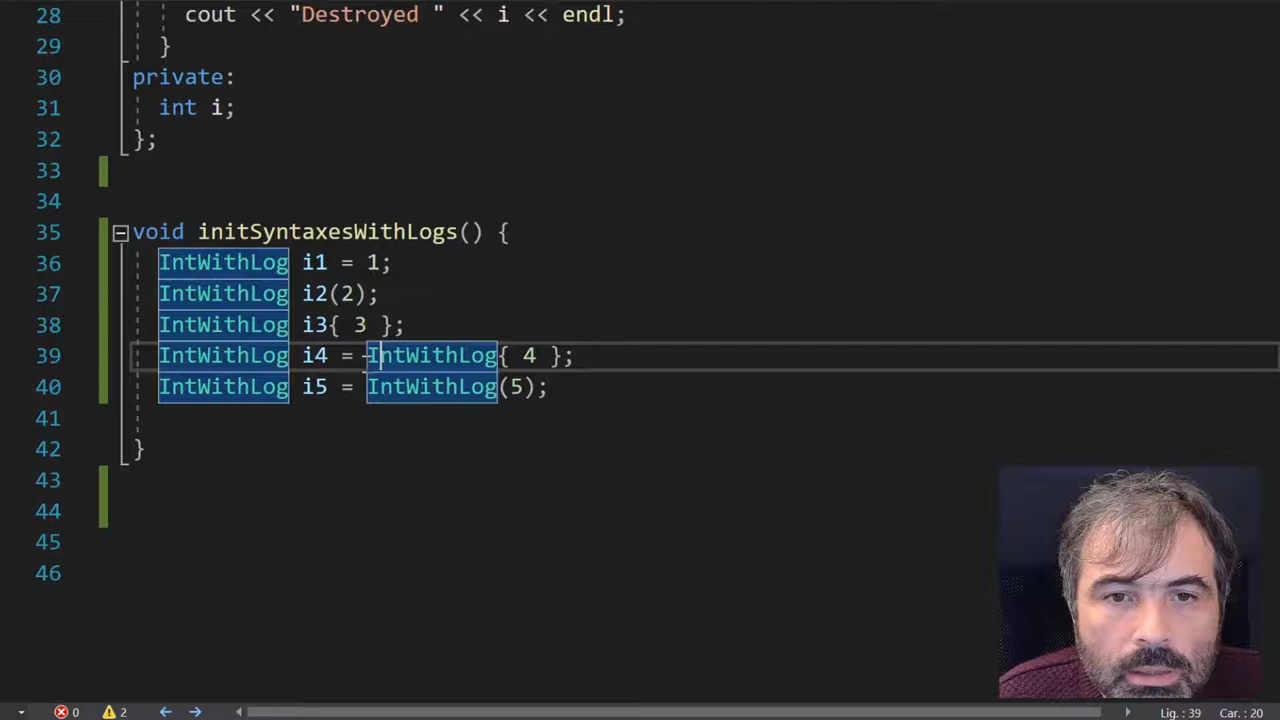 28 cout << "Destroyed " << i << endl;
29 }
30 private:
31 int i;
32 };
33
34
35 void initSyntaxesWithLogs() {
36 IntWithLog i1 = 1;
37 IntWithLog i2(2);
38 IntWithLog i3{ 3 };
39 IntWithLog i4 = IntWithLog{ 4 };
40 IntWithLog i5 = IntWithLog(5);
41
42 }
43
44
45
46
0 2 Lig. : 39 Car. : 20